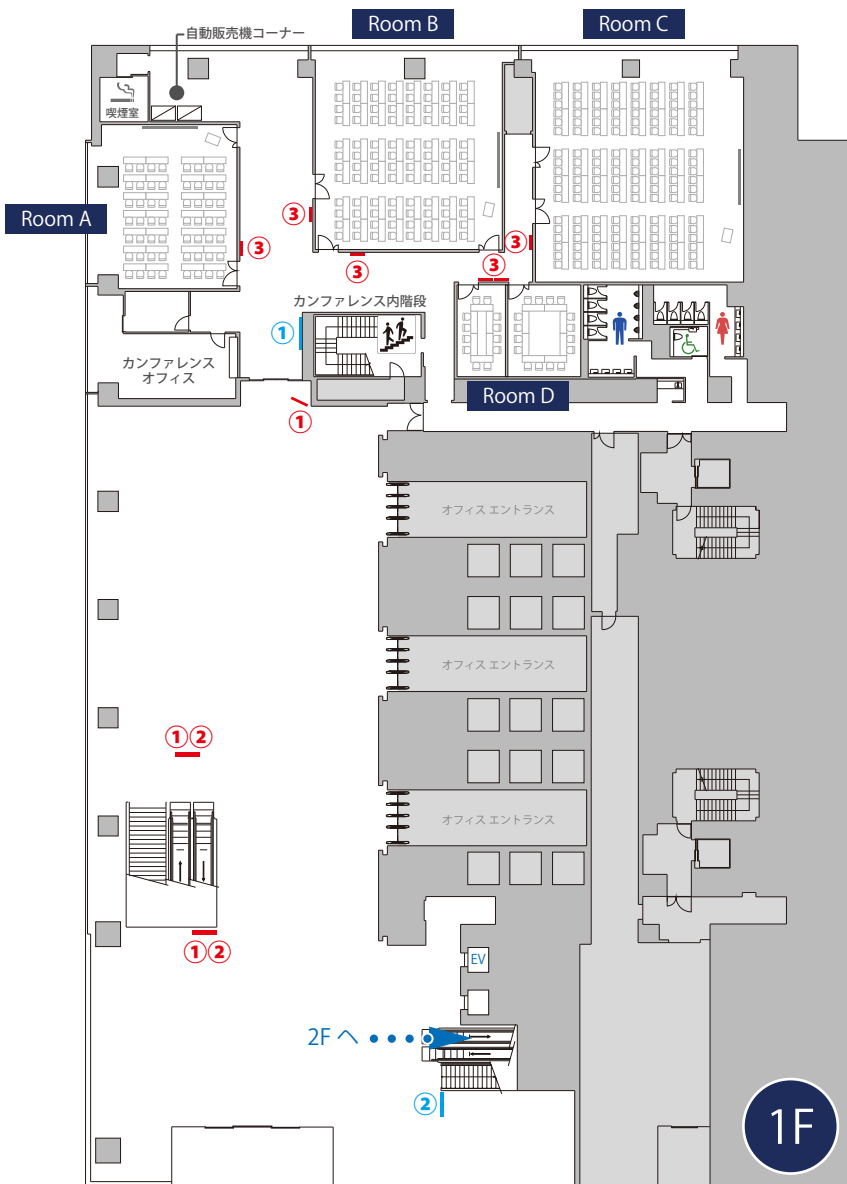 Room B
Room C
自動販売機コーナー
喫煙室
Room A
③
③
③
③
③
カンファレンス内階段
①
カンファレンス
オフィス
Room D
①
オフィス エントランス
オフィス エントランス
①②
オフィス エントランス
①②
EV
2F へ
②
1F